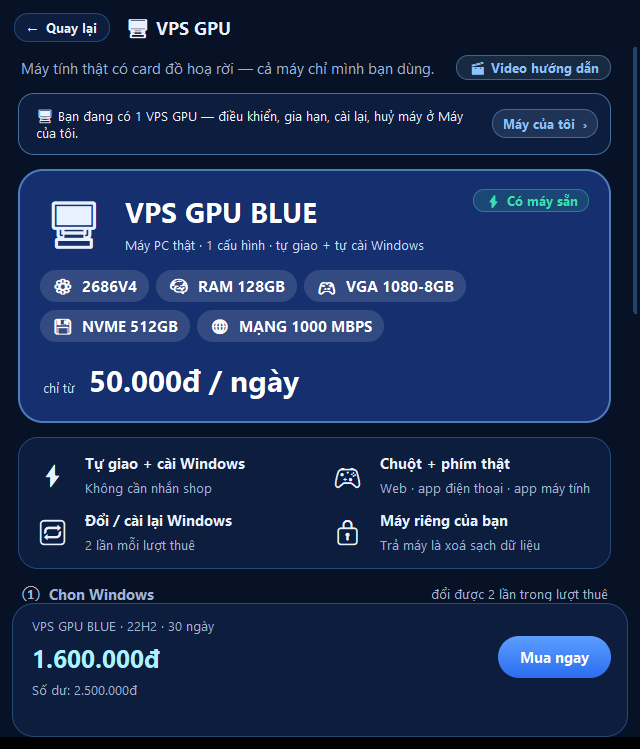 ← Quay lại
VPS GPU
Máy tính thật có card đồ hoạ rời — cả máy chỉ mình bạn dùng.
Video hướng dẫn
Bạn đang có 1 VPS GPU — điều khiển, gia hạn, cài lại, huỷ máy ở Máy
của tôi.
Máy của tôi ›
VPS GPU BLUE
Có máy sẵn
Máy PC thật · 1 cấu hình · tự giao + tự cài Windows
2686V4
RAM 128GB
VGA 1080-8GB
NVME 512GB
MẠNG 1000 MBPS
chỉ từ 50.000đ / ngày
Tự giao + cài Windows
Không cần nhắn shop
Chuột + phím thật
Web · app điện thoại · app máy tính
Đổi / cài lại Windows
2 lần mỗi lượt thuê
Máy riêng của bạn
Trả máy là xoá sạch dữ liệu
① Chọn Windows
đổi được 2 lần trong lượt thuê
VPS GPU BLUE · 22H2 · 30 ngày
1.600.000đ
Mua ngay
Số dư: 2.500.000đ